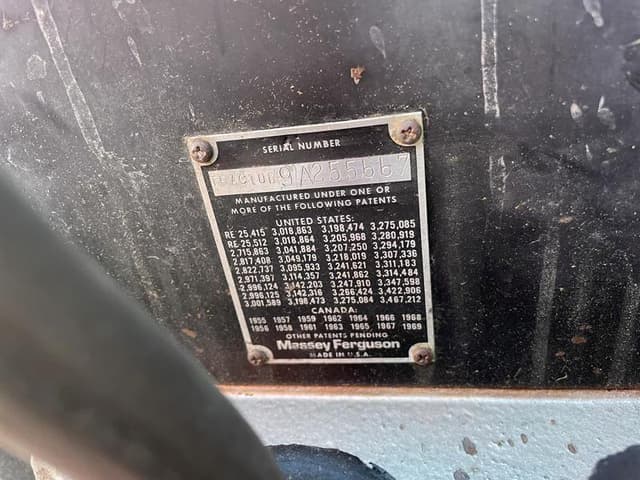 SERIAL NUMBER
TRACTOR 9A255667
MANUFACTURED UNDER ONE OR
MORE OF THE FOLLOWING PATENTS
UNITED STATES:
RE 25,415 3,018,863 3,198,474 3,275,085
RE 25,512 3,018,864 3,205,968 3,280,919
2,715,863 3,041,884 3,207,250 3,294,179
2,817,408 3,049,179 3,218,019 3,307,336
2,822,737 3,095,933 3,241,621 3,311,183
2,971,397 3,114,357 3,241,862 3,314,484
2,996,124 3,142,203 3,247,910 3,347,598
2,996,125 3,142,316 3,266,424 3,422,906
3,001,589 3,198,473 3,275,084 3,467,212
CANADA:
1955 1957 1959 1962 1964 1966 1968
1956 1958 1961 1963 1965 1967 1969
OTHER PATENTS PENDING
Massey Ferguson
MADE IN U.S.A.